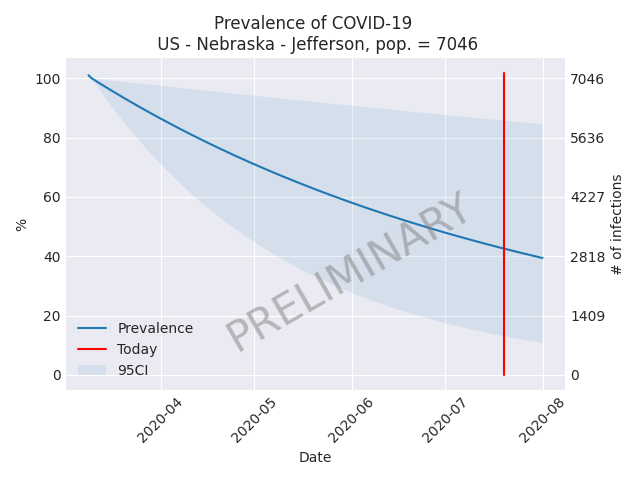 Prevalence of COVID-19
US - Nebraska - Jefferson, pop. = 7046
100
80
60
40
20
0
%
7046
5636
4227
2818
1409
0
# of infections
PRELIMINARY
Prevalence
Today
95CI
2020-04
2020-05
2020-06
2020-07
2020-08
Date